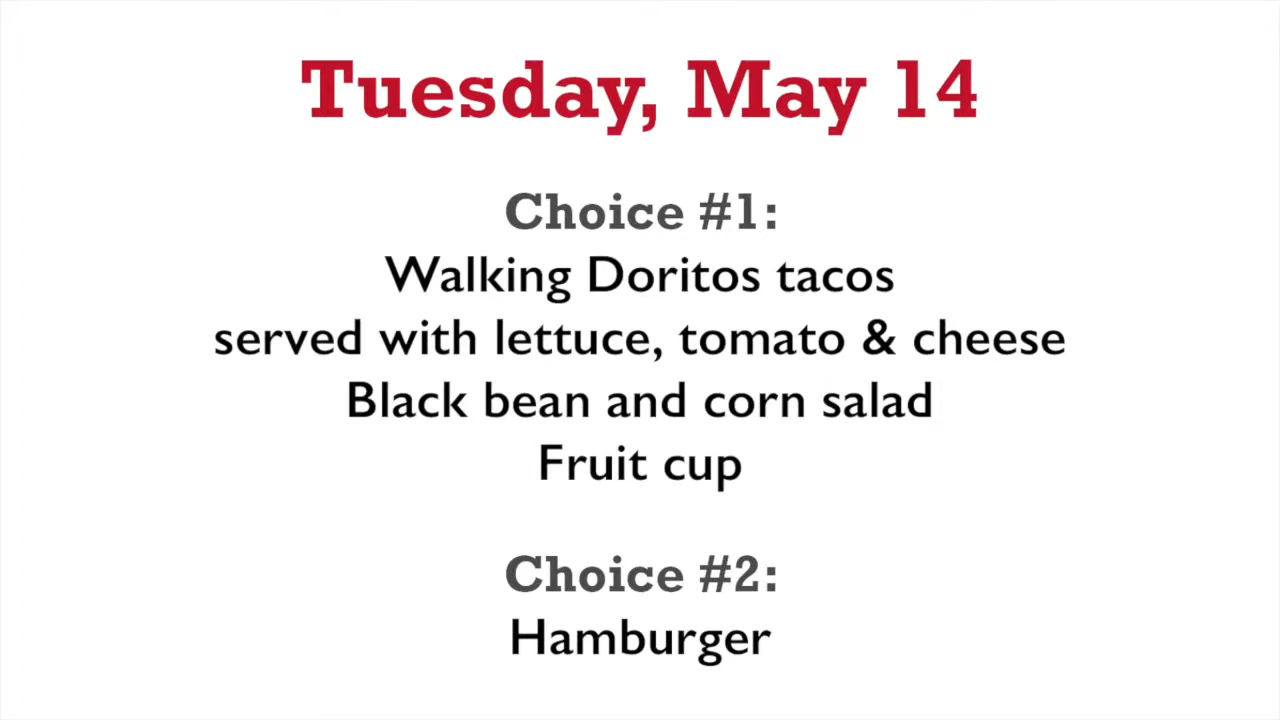 Tuesday, May 14
Choice #1:
Walking Doritos tacos
served with lettuce, tomato & cheese
Black bean and corn salad
Fruit cup
Choice #2:
Hamburger